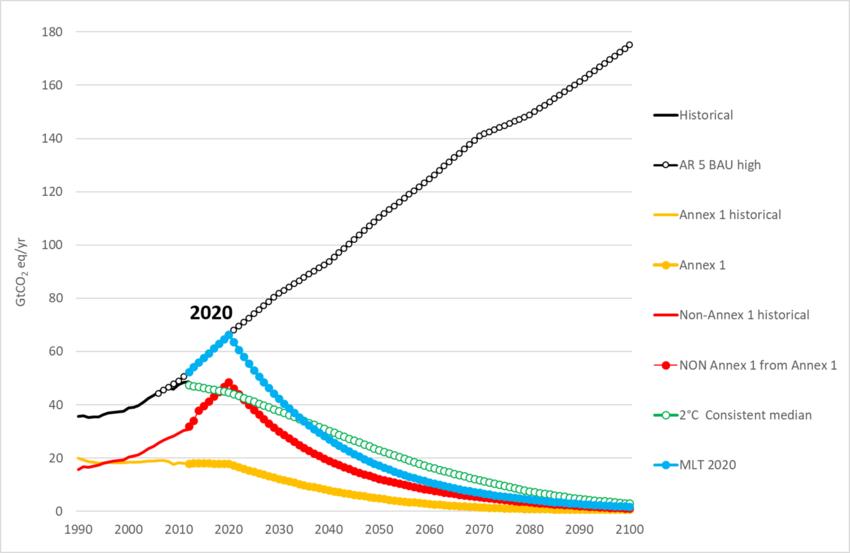 180
160
140
120
100
80
60
40
20
0
GtCO₂ eq/yr
2020
1990
2000
2010
2020
2030
2040
2050
2060
2070
2080
2090
2100
Historical
AR 5 BAU high
Annex 1 historical
Annex 1
Non-Annex 1 historical
NON Annex 1 from Annex 1
2°C Consistent median
MLT 2020